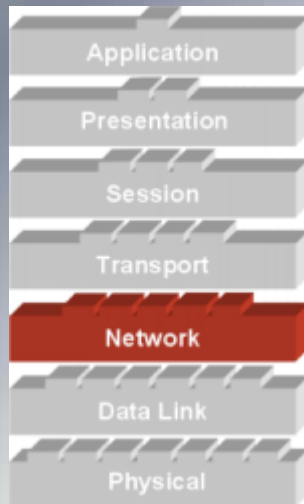 Application
Presentation
Session
Transport
Network
Data Link
Physical